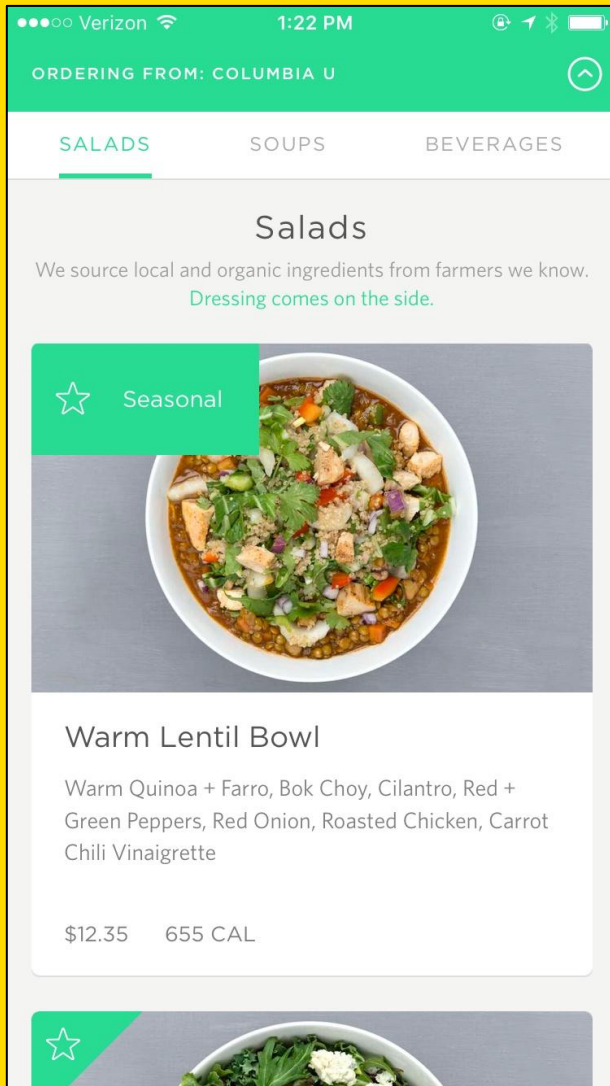 Verizon 1:22 PM
ORDERING FROM: COLUMBIA U
SALADS SOUPS BEVERAGES
Salads
We source local and organic ingredients from farmers we know.
Dressing comes on the side.
Seasonal
Warm Lentil Bowl
Warm Quinoa + Farro, Bok Choy, Cilantro, Red +
Green Peppers, Red Onion, Roasted Chicken, Carrot
Chili Vinaigrette
$12.35 655 CAL